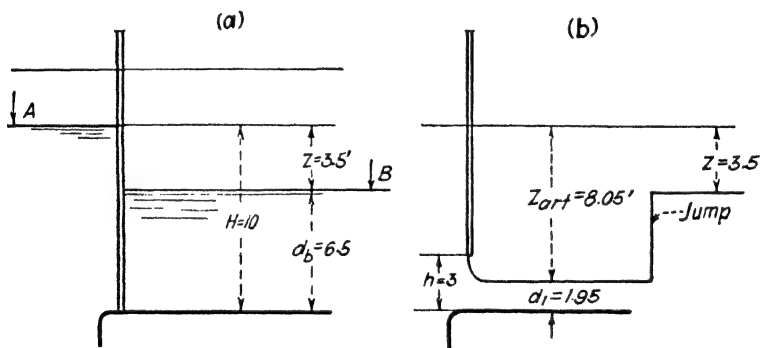 (a)
A
Z=3.5'
B
H=10
d_b=6.5
(b)
Z_art=8.05'
Z=3.5
Jump
h=3
d_1=1.95